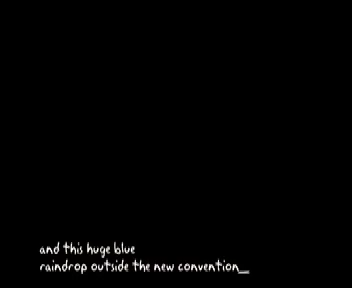 and this huge blue
raindrop outside the new convention_